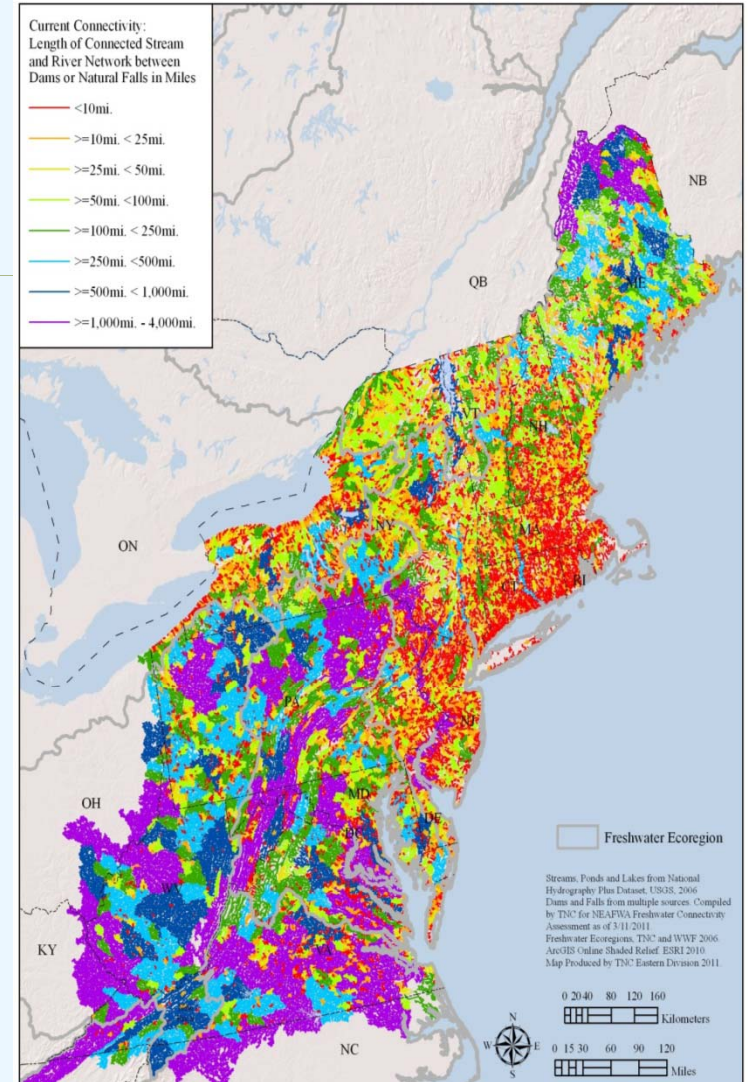 Current Connectivity:
Length of Connected Stream
and River Network between
Dams or Natural Falls in Miles
<10mi.
>=10mi. < 25mi.
>=25mi. < 50mi.
>=50mi. <100mi.
>=100mi. < 250mi.
>=250mi. <500mi.
>=500mi. < 1,000mi.
>=1,000mi. - 4,000mi.
NB
QB
ME
VT
NH
ON
NY
MA
CT
RI
PA
NJ
OH
MD
DE
DC
WV
KY
VA
NC
Freshwater Ecoregion
Streams, Ponds and Lakes from National
Hydrography Plus Dataset, USGS, 2006
Dams and Falls from multiple sources. Compiled
by TNC for NEAFWA Freshwater Connectivity
Assessment as of 3/11/2011
Freshwater Ecoregions, TNC and WWF 2006.
ArcGIS Online Shaded Relief. ESRI 2010.
Map Produced by TNC Eastern Division 2011.
0 20 40 80 120 160
Kilometers
N
W E
S
0 15 30 60 90 120
Miles